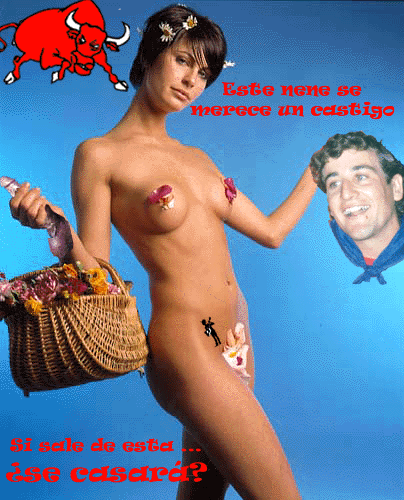 Este nene se
merece un castigo
Si sale de esta ...
¿se casará?